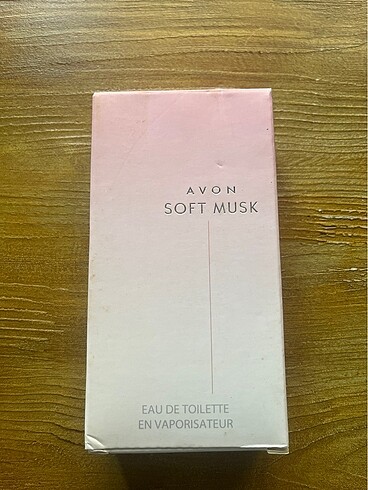 AVON
SOFT MUSK
EAU DE TOILETTE
EN VAPORISATEUR